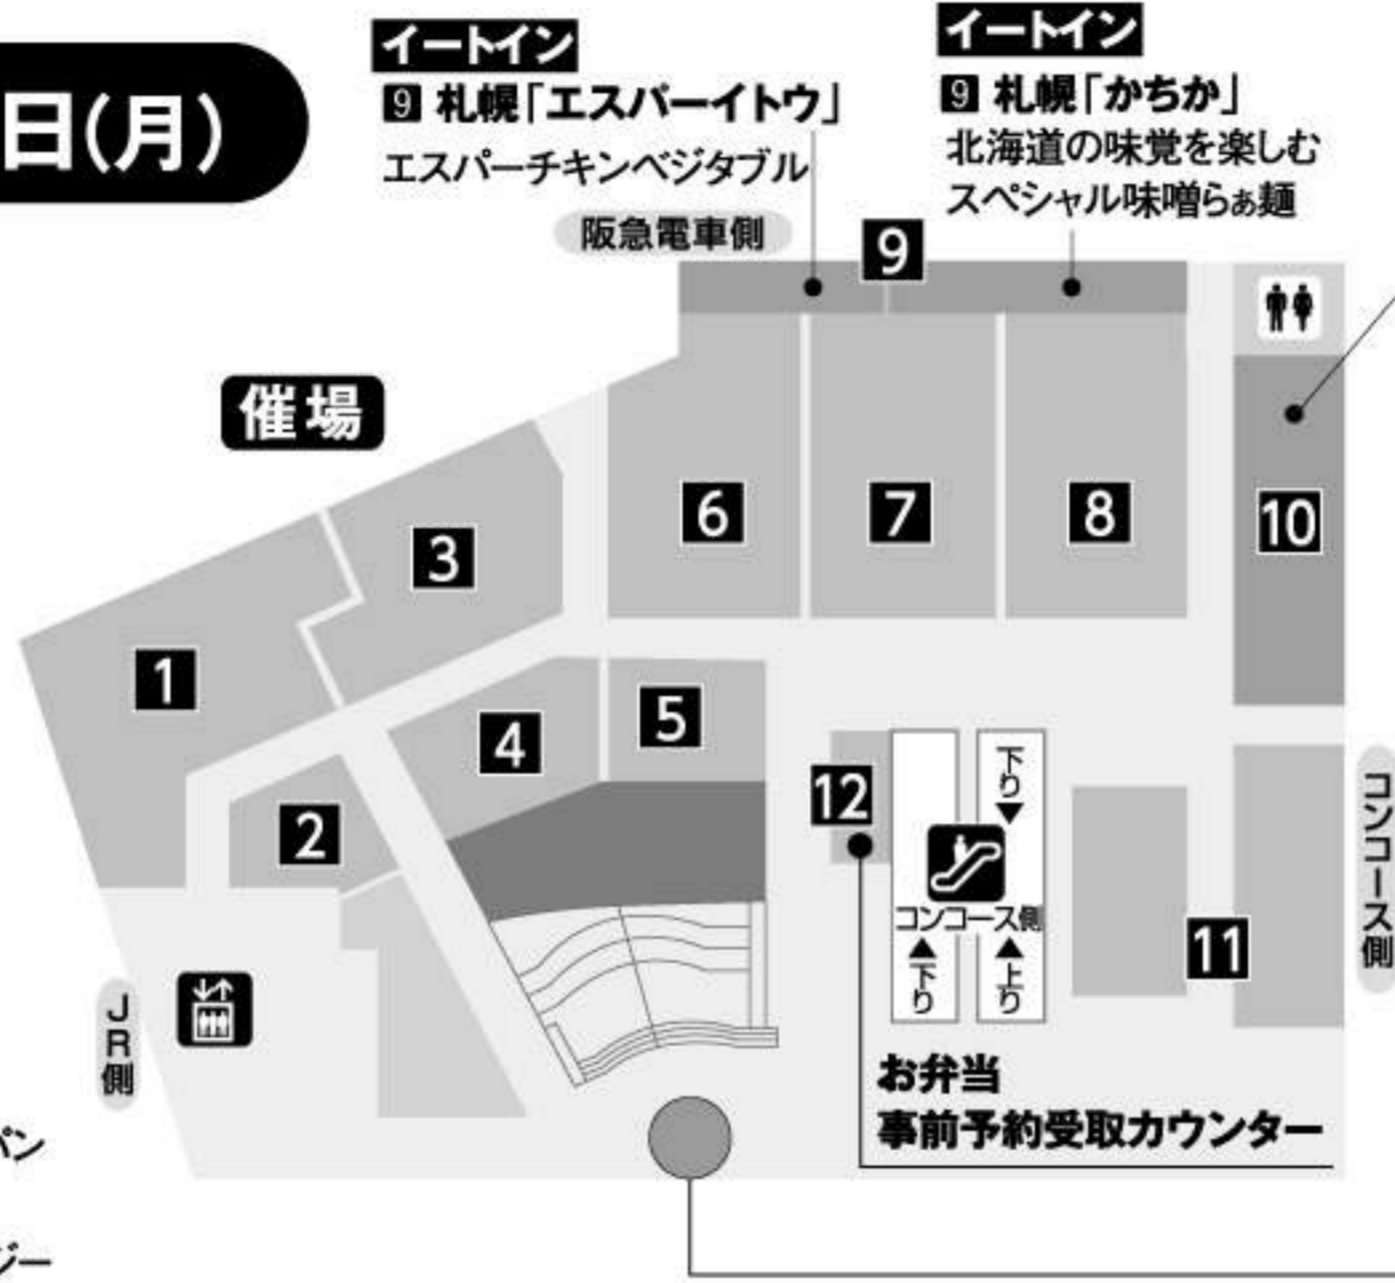 日(月)
イートイン
9 札幌「エスパーイトウ」
エスパーチキンベジタブル
イートイン
9 札幌「かちか」
北海道の味覚を楽しむ
スペシャル味噌らぁ麺
阪急電車側
9
催場
6
7
8
10
3
1
5
4
2
12
下り▼
コンコース側
▲下り
▲上り
11
コンコース側
JR側
お弁当
事前予約受取カウンター
パン
ジー